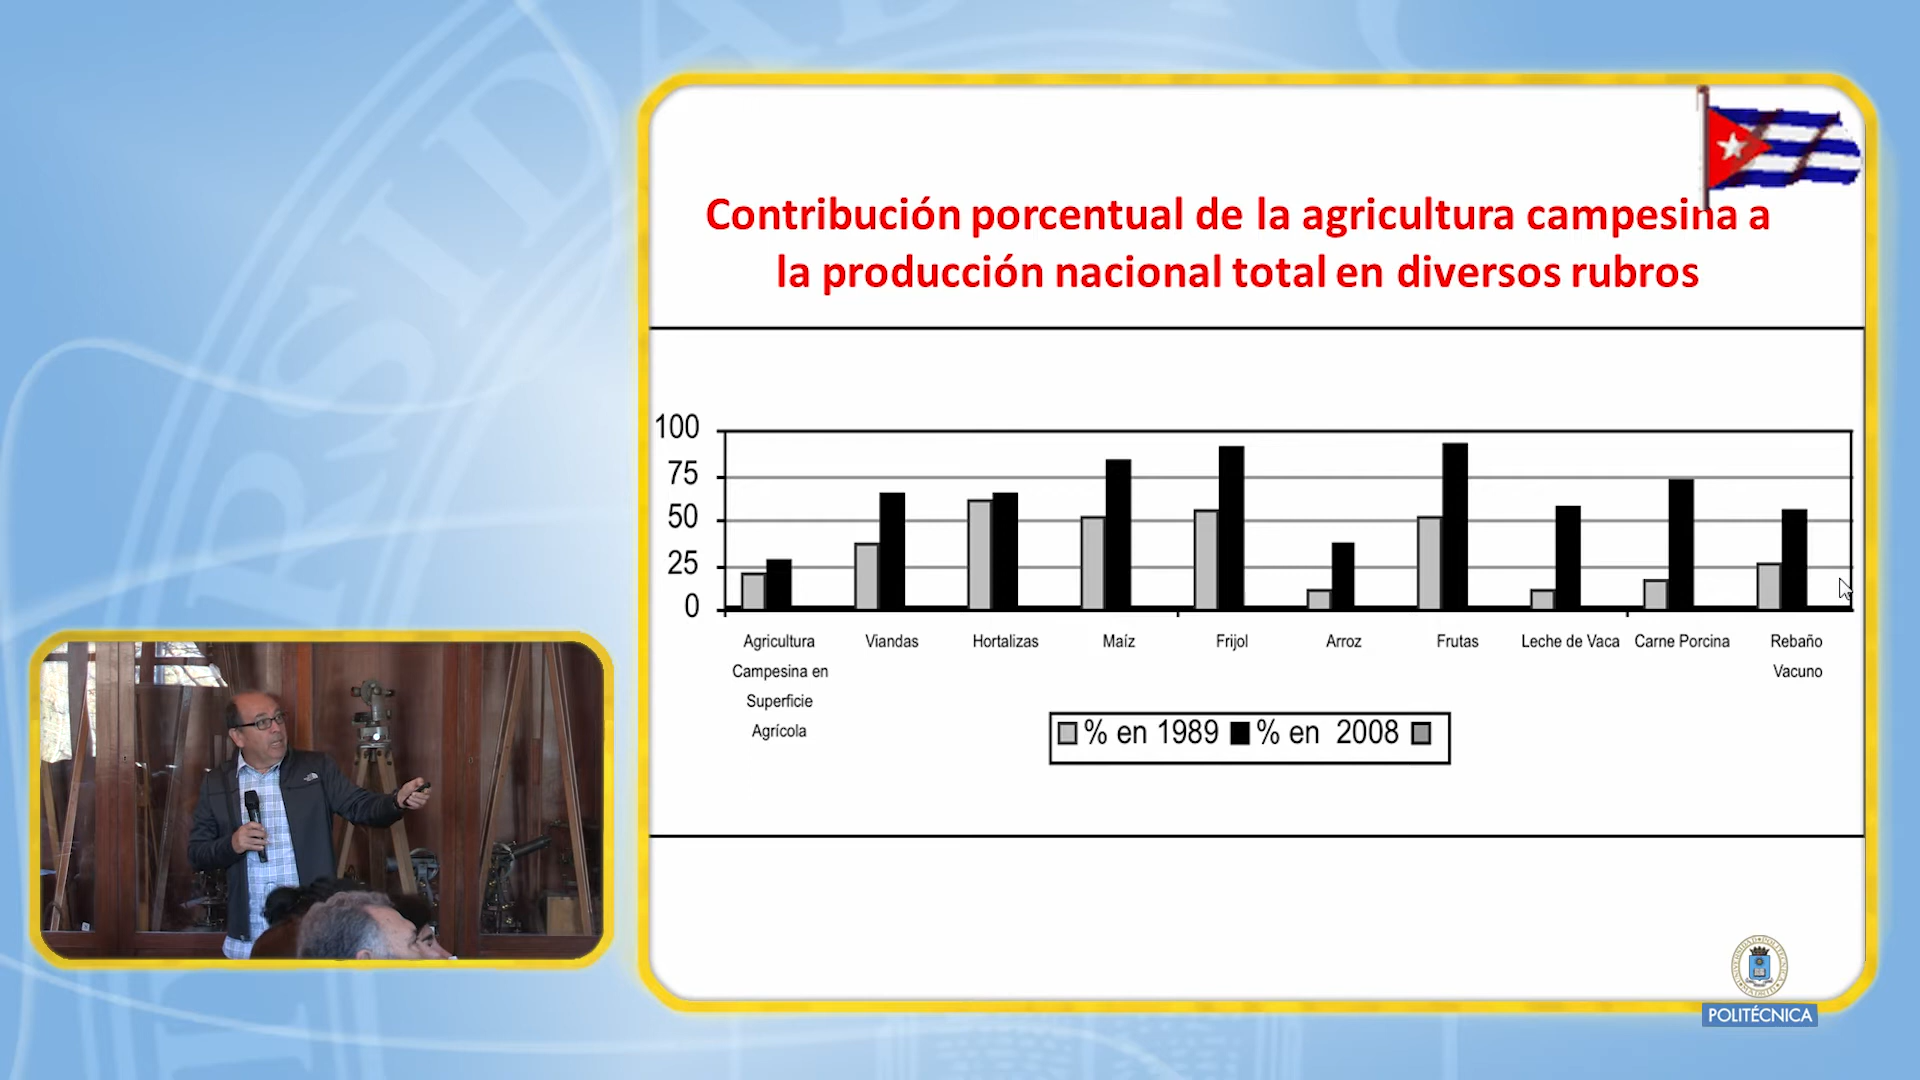 Contribución porcentual de la agricultura campesina a
la producción nacional total en diversos rubros
100
75
50
25
0
Agricultura
Campesina en
Superficie
Agrícola
Viandas
Hortalizas
Maíz
Frijol
Arroz
Frutas
Leche de Vaca
Carne Porcina
Rebaño
Vacuno
% en 1989 % en 2008
POLITÉCNICA